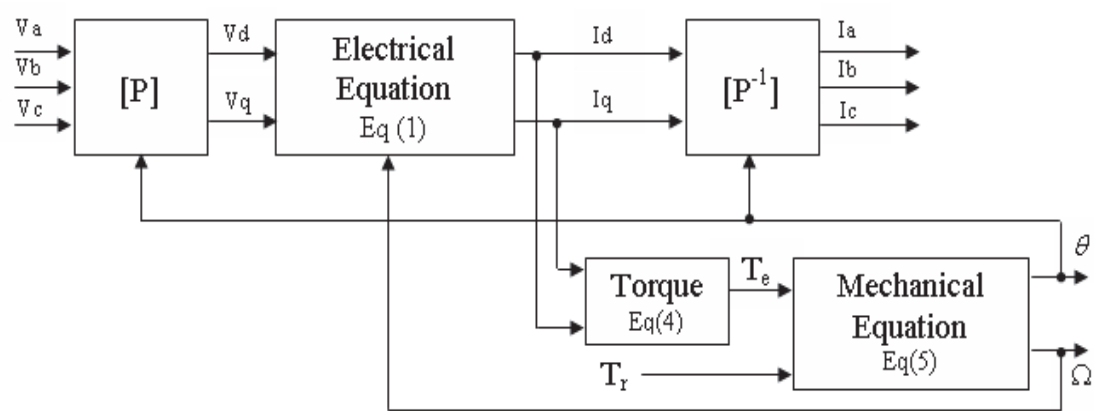 Va
Vb
Vc
[P]
Vd
Vq
Electrical
Equation
Eq (1)
Id
Iq
[P⁻¹]
Ia
Ib
Ic
Torque
Eq(4)
Tₑ
Tᵣ
Mechanical
Equation
Eq(5)
θ
Ω